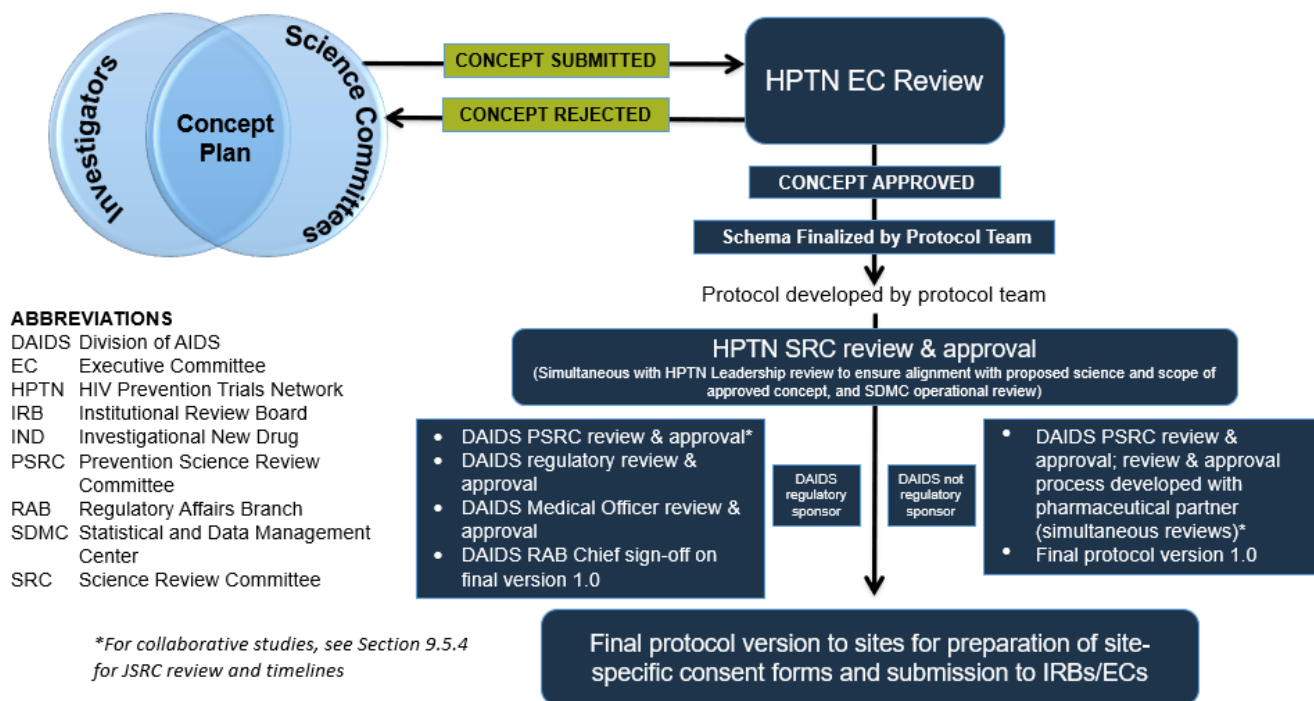 Investigators
Concept
Plan
Science Committees
CONCEPT SUBMITTED
CONCEPT REJECTED
HPTN EC Review
CONCEPT APPROVED
Schema Finalized by Protocol Team
Protocol developed by protocol team
HPTN SRC review & approval
(Simultaneous with HPTN Leadership review to ensure alignment with proposed science and scope of
approved concept, and SDMC operational review)
• DAIDS PSRC review & approval*
• DAIDS regulatory review &
approval
• DAIDS Medical Officer review &
approval
• DAIDS RAB Chief sign-off on
final version 1.0
DAIDS
regulatory
sponsor
DAIDS not
regulatory
sponsor
• DAIDS PSRC review &
approval; review & approval
process developed with
pharmaceutical partner
(simultaneous reviews)*
• Final protocol version 1.0
Final protocol version to sites for preparation of site-
specific consent forms and submission to IRBs/ECs
ABBREVIATIONS
DAIDS Division of AIDS
EC Executive Committee
HPTN HIV Prevention Trials Network
IRB Institutional Review Board
IND Investigational New Drug
PSRC Prevention Science Review
Committee
RAB Regulatory Affairs Branch
SDMC Statistical and Data Management
Center
SRC Science Review Committee
*For collaborative studies, see Section 9.5.4
for JSRC review and timelines